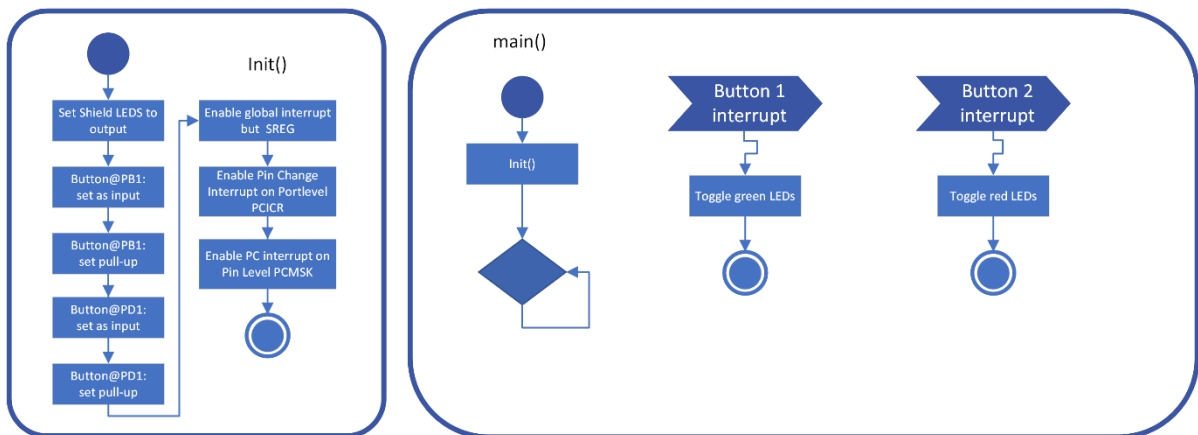 Init()
Set Shield LEDS to
output
Button@PB1:
set as input
Button@PB1:
set pull-up
Button@PD1:
set as input
Button@PD1:
set pull-up
Enable global interrupt
but SREG
Enable Pin Change
Interrupt on Portlevel
PCICR
Enable PC interrupt on
Pin Level PCMSK
main()
Init()
Button 1
interrupt
Toggle green LEDs
Button 2
interrupt
Toggle red LEDs